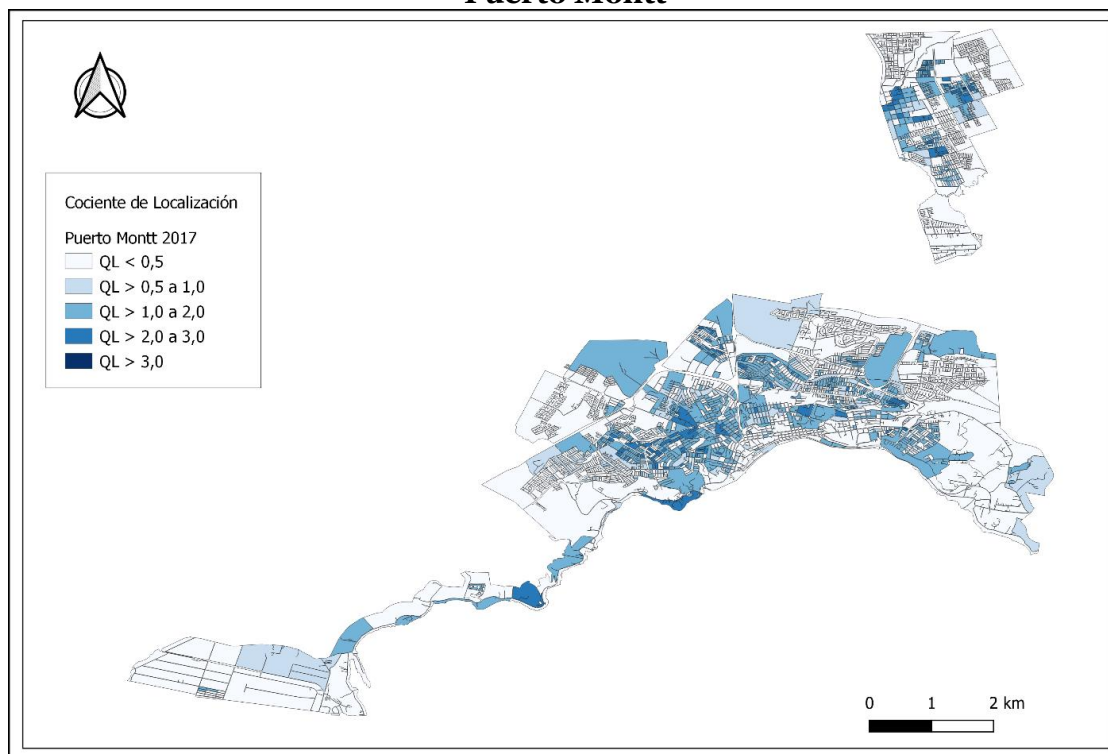 Puerto Montt
Cociente de Localización
Puerto Montt 2017
QL < 0,5
QL > 0,5 a 1,0
QL > 1,0 a 2,0
QL > 2,0 a 3,0
QL > 3,0
0 1 2 km